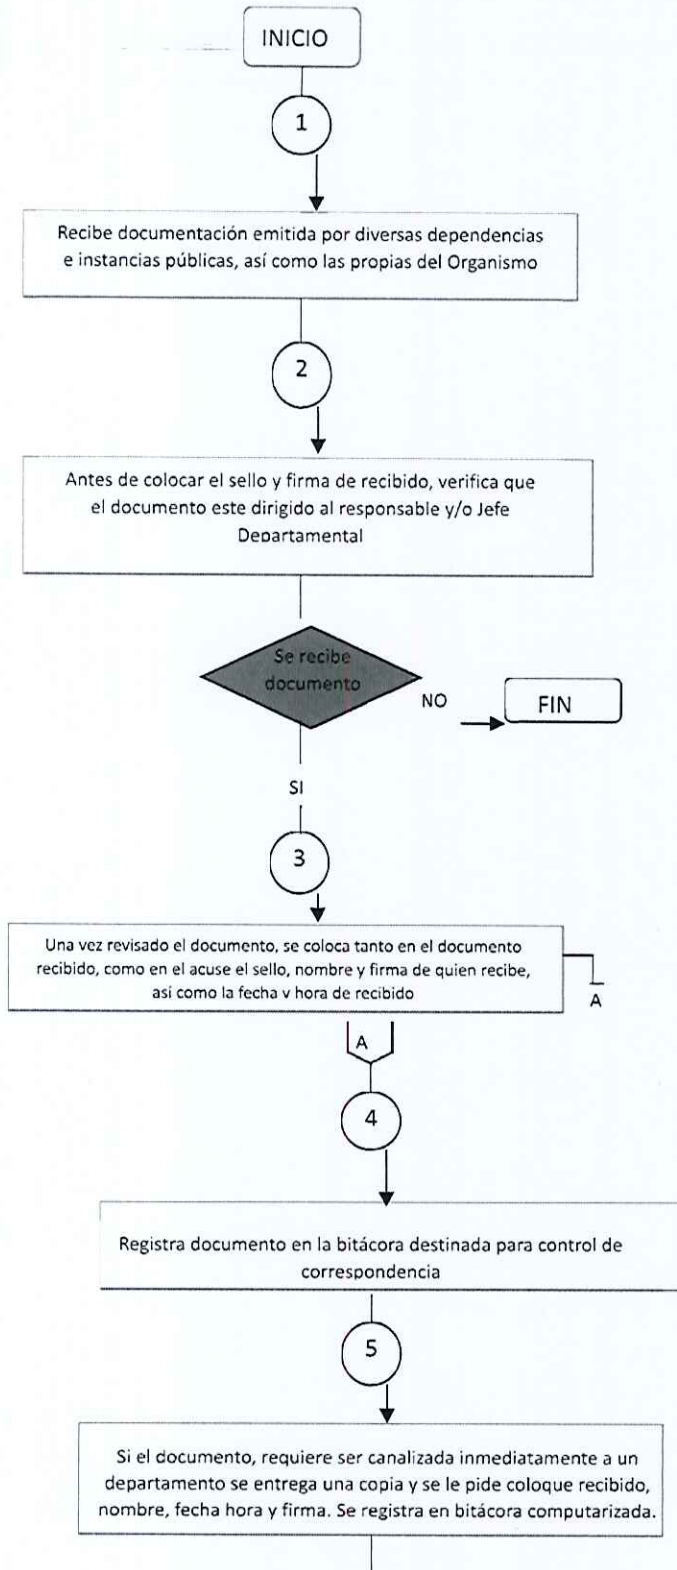 INICIO
1
Recibe documentación emitida por diversas dependencias
e instancias públicas, así como las propias del Organismo
2
Antes de colocar el sello y firma de recibido, verifica que
el documento este dirigido al responsable y/o Jefe
Departamental
Se recibe
documento
NO
FIN
SI
3
Una vez revisado el documento, se coloca tanto en el documento
recibido, como en el acuse el sello, nombre y firma de quien recibe,
así como la fecha y hora de recibido
A
A
4
Registra documento en la bitácora destinada para control de
correspondencia
5
Si el documento, requiere ser canalizada inmediatamente a un
departamento se entrega una copia y se le pide coloque recibido,
nombre, fecha hora y firma. Se registra en bitácora computarizada.